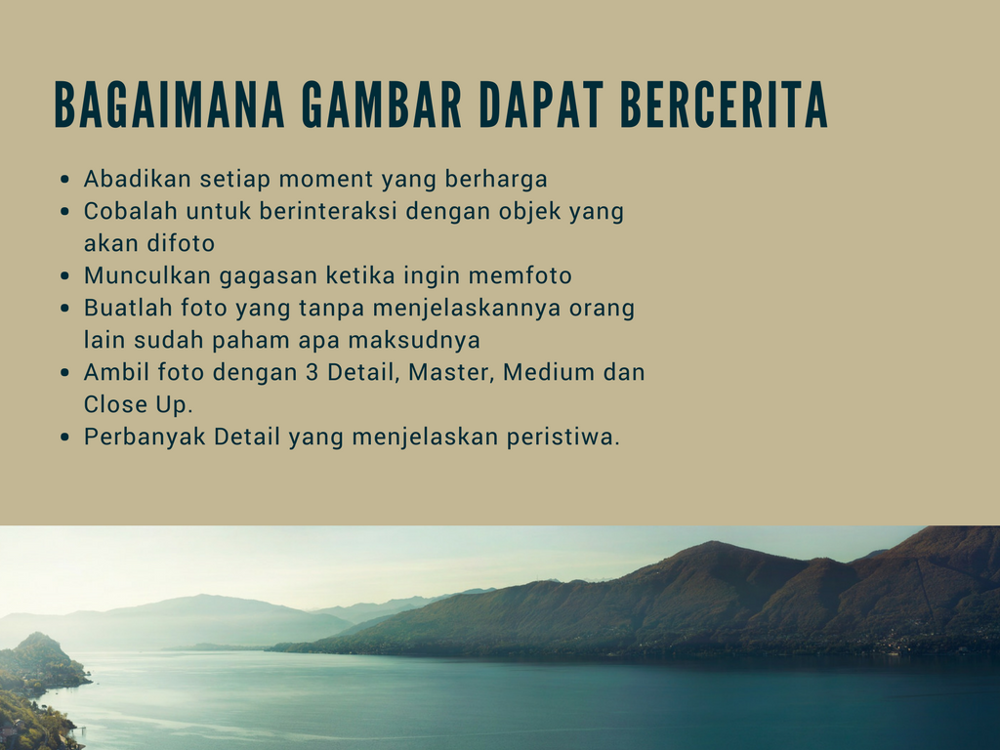 BAGAIMANA GAMBAR DAPAT BERCERITA
• Abadikan setiap moment yang berharga
• Cobalah untuk berinteraksi dengan objek yang
akan difoto
• Munculkan gagasan ketika ingin memfoto
• Buatlah foto yang tanpa menjelaskannya orang
lain sudah paham apa maksudnya
• Ambil foto dengan 3 Detail, Master, Medium dan
Close Up.
• Perbanyak Detail yang menjelaskan peristiwa.